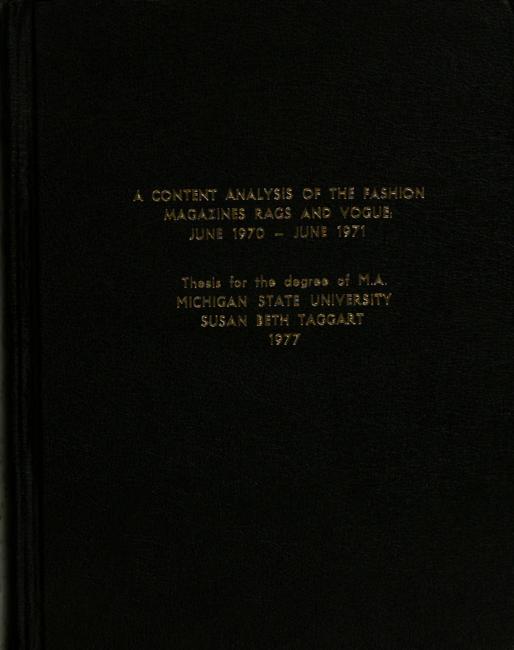 A CONTENT ANALYSIS OF THE FASHION
MAGAZINES RAGS AND VOGUE:
JUNE 1970 – JUNE 1971
Thesis for the degree of M.A.
MICHIGAN STATE UNIVERSITY
SUSAN BETH TAGGART
1977